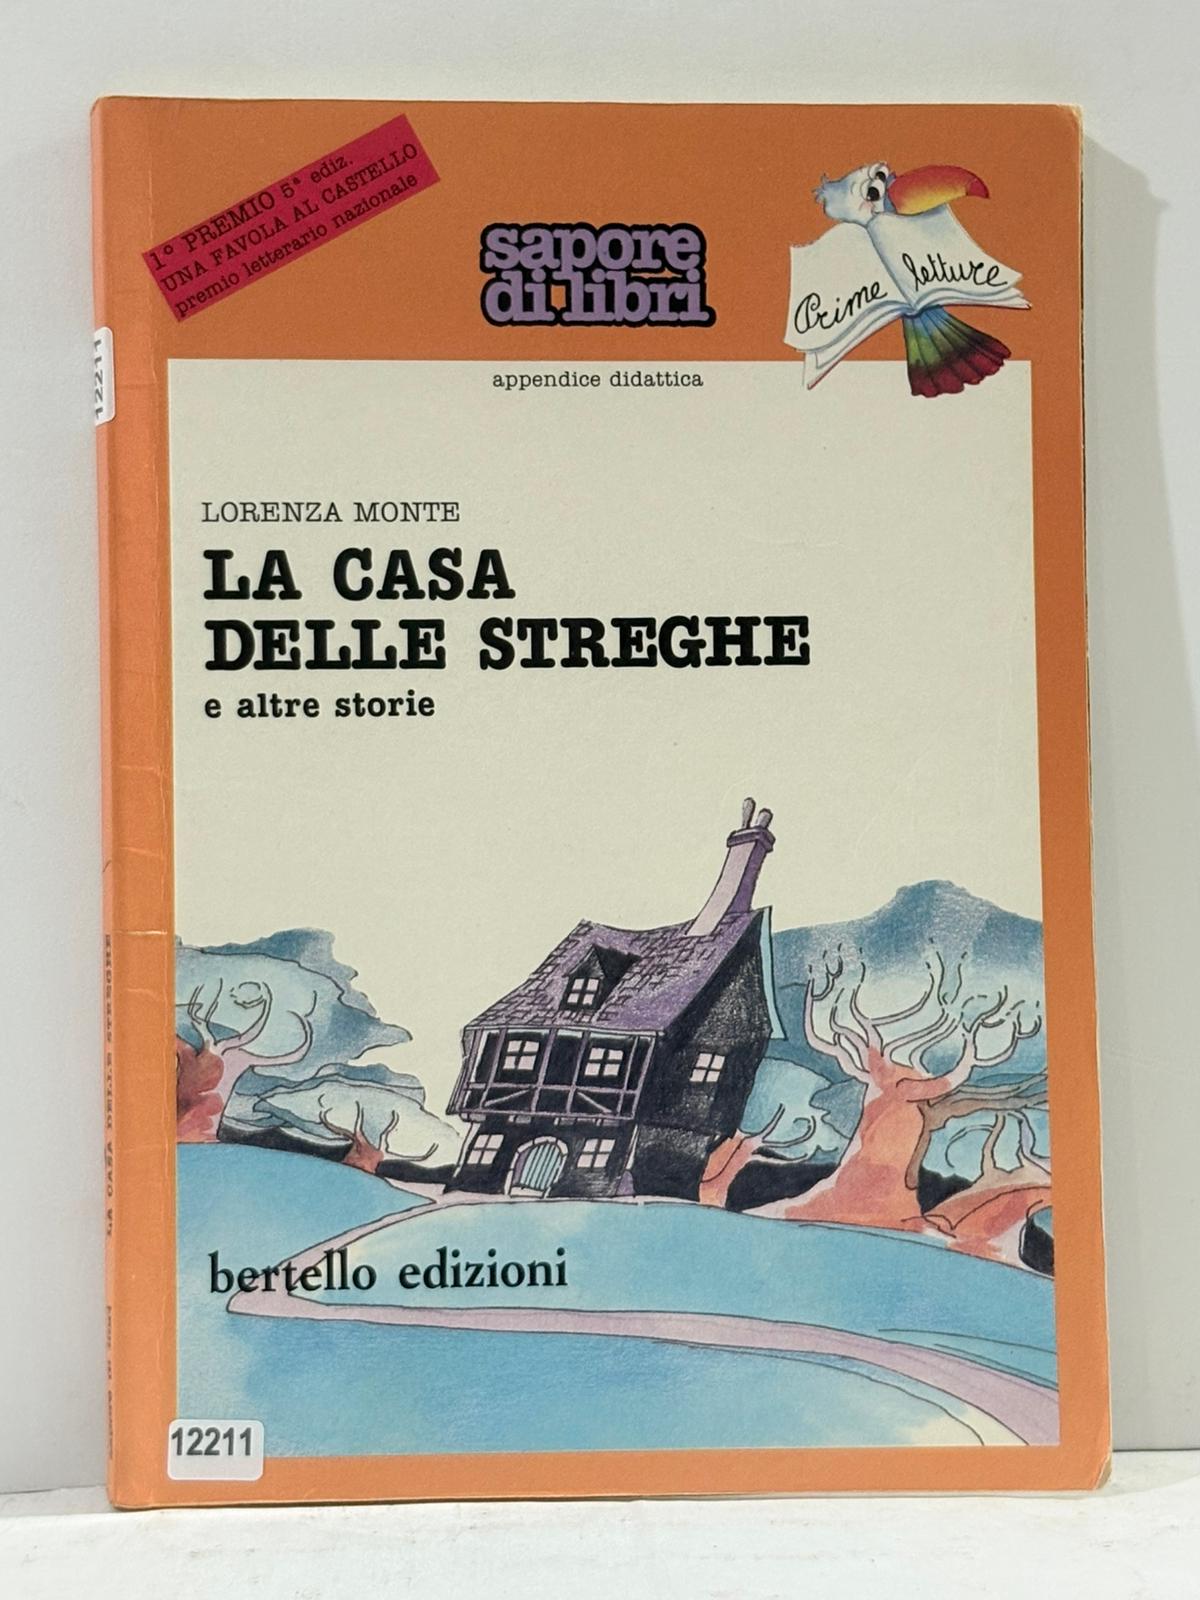 1° PREMIO 5ª ediz.
UNA FAVOLA AL CASTELLO
premio letterario nazionale
sapore
di libri
Prime letture
appendice didattica
LORENZA MONTE
LA CASA
DELLE STREGHE
e altre storie
bertello edizioni
12211
12211
LA CASA DELLE STREGHE